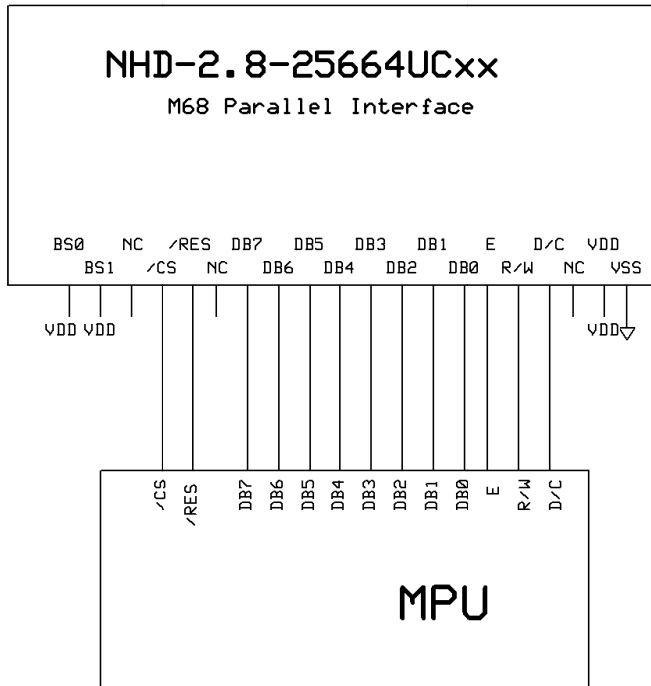 NHD-2.8-25664UCxx
M68 Parallel Interface
BS0 NC /RES DB7 DB5 DB3 DB1 E D/C VDD
BS1 /CS NC DB6 DB4 DB2 DB0 R/W NC VSS
VDD VDD VDD
/CS /RES DB7 DB6 DB5 DB4 DB3 DB2 DB1 DB0 E R/W D/C
MPU